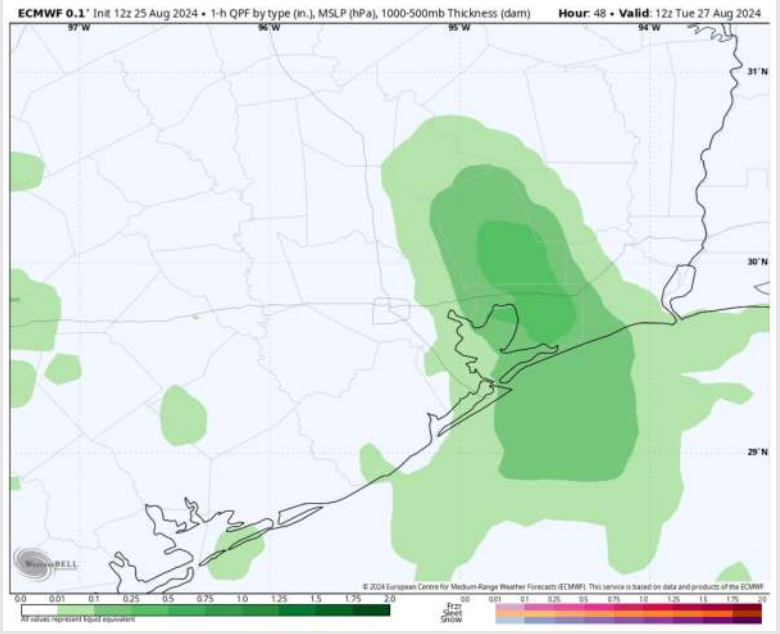 ECMWF 0.1° Init 12z 25 Aug 2024 • 1-h QPF by type (in.), MSLP (hPa), 1000-500mb Thickness (dam) Hour: 48 • Valid: 12z Tue 27 Aug 2024
97°W 96°W 95°W 94°W
31°N
30°N
29°N
WeatherBELL
© 2024 European Centre for Medium-Range Weather Forecasts (ECMWF). This service is based on data and products of the ECMWF.
0.0 0.01 0.1 0.25 0.5 0.75 1.0 1.25 1.5 1.75 2.0
All values represent liquid equivalent
0.0 0.01 0.1 0.25 0.5 0.75 1.0 1.25 1.5 1.75 2.0
Frzr
Sleet
Snow